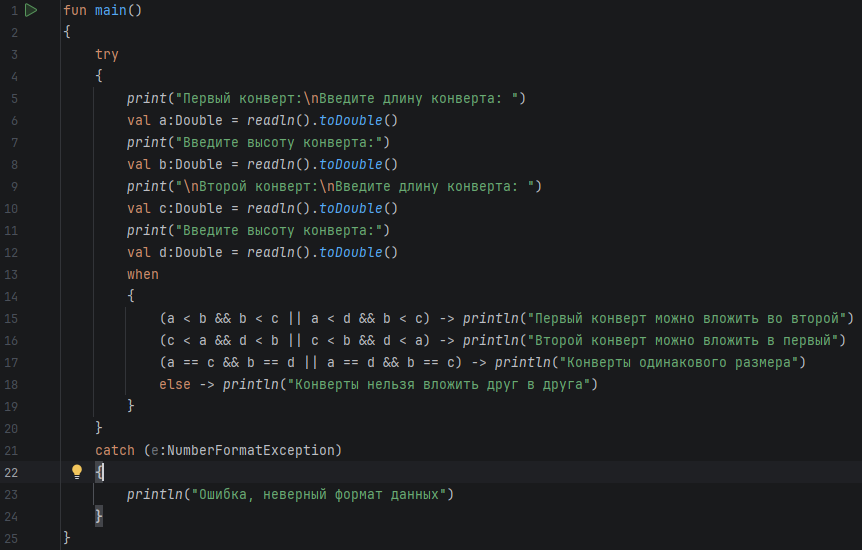 1 fun main()
2 {
3 try
4 {
5 print("Первый конверт:\nВведите длину конверта: ")
6 val a:Double = readln().toDouble()
7 print("Введите высоту конверта:")
8 val b:Double = readln().toDouble()
9 print("\nВторой конверт:\nВведите длину конверта: ")
10 val c:Double = readln().toDouble()
11 print("Введите высоту конверта:")
12 val d:Double = readln().toDouble()
13 when
14 {
15 (a < b && b < c || a < d && b < c) -> println("Первый конверт можно вложить во второй")
16 (c < a && d < b || c < b && d < a) -> println("Второй конверт можно вложить в первый")
17 (a == c && b == d || a == d && b == c) -> println("Конверты одинакового размера")
18 else -> println("Конверты нельзя вложить друг в друга")
19 }
20 }
21 catch (e:NumberFormatException)
22 {
23 println("Ошибка, неверный формат данных")
24 }
25 }